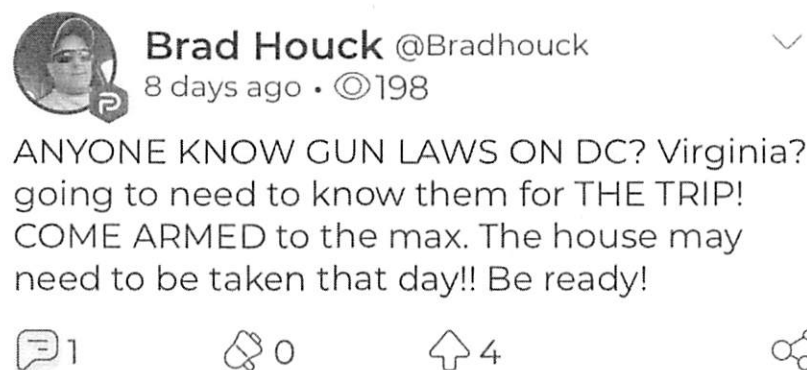 Brad Houck @Bradhouck
8 days ago • 198
ANYONE KNOW GUN LAWS ON DC? Virginia?
going to need to know them for THE TRIP!
COME ARMED to the max. The house may
need to be taken that day!! Be ready!
1 0 4